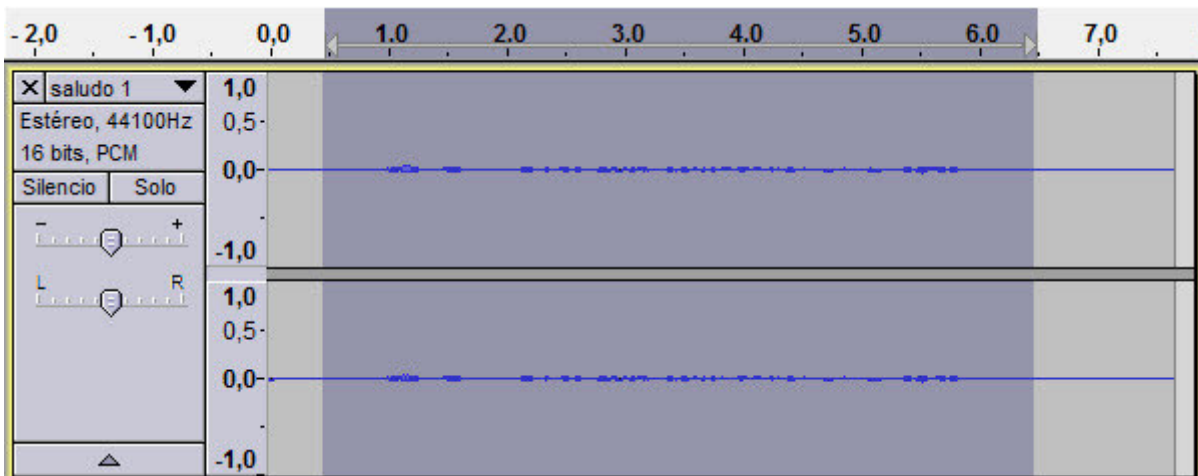 - 2,0 - 1,0 0,0 1,0 2,0 3,0 4,0 5,0 6,0 7,0
X saludo 1
Estéreo, 44100Hz
16 bits, PCM
Silencio Solo
- +
L R
1,0
0,5-
0,0-
-1,0
1,0
0,5-
0,0-
-1,0